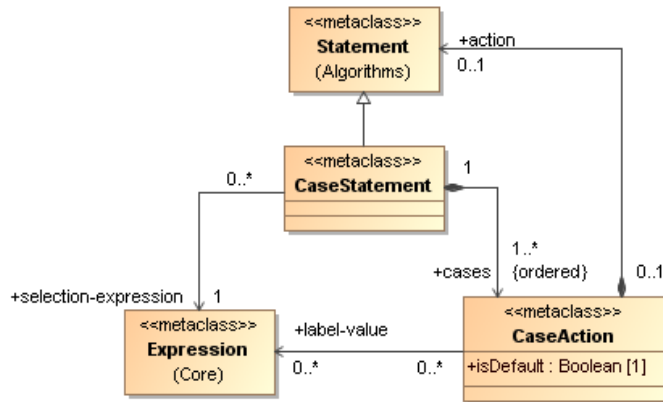 <<metaclass>>
Statement
(Algorithms)
+action
0..1
<<metaclass>>
CaseStatement
1
0..*
1..*
+cases {ordered}
0..1
+selection-expression 1
<<metaclass>>
Expression
(Core)
+label-value
0..* 0..*
<<metaclass>>
CaseAction
+isDefault : Boolean [1]